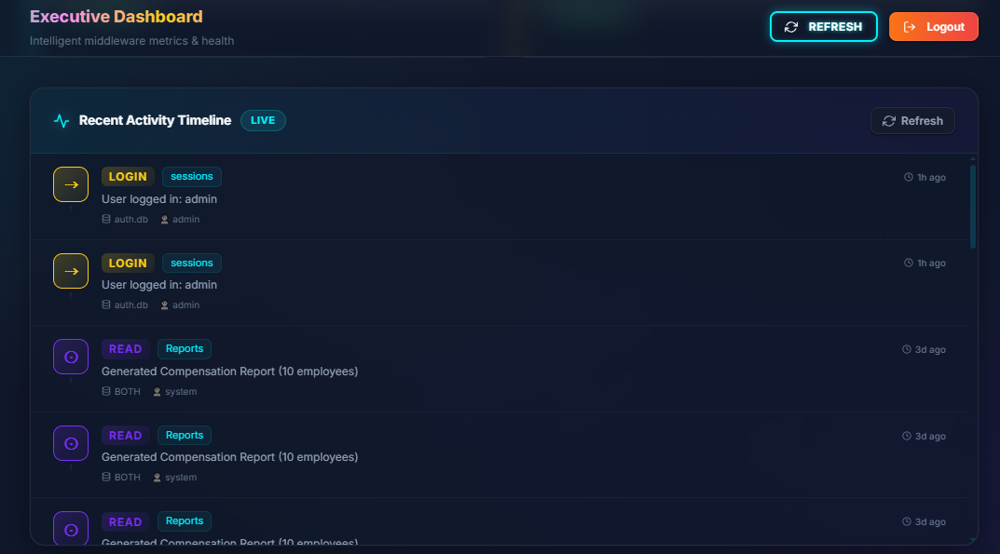 Executive Dashboard
Intelligent middleware metrics & health
REFRESH
Logout
Recent Activity Timeline
LIVE
Refresh
LOGIN sessions
1h ago
User logged in: admin
auth.db admin
LOGIN sessions
1h ago
User logged in: admin
auth.db admin
READ Reports
3d ago
Generated Compensation Report (10 employees)
BOTH system
READ Reports
3d ago
Generated Compensation Report (10 employees)
BOTH system
READ Reports
3d ago
Generated Compensation Report (10 employees)